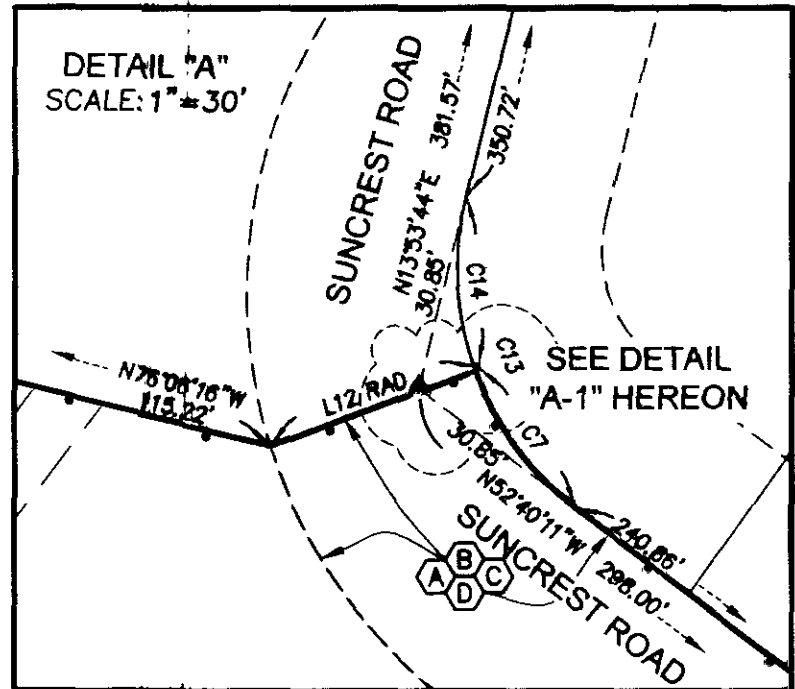 DETAIL "A"
SCALE: 1"=30'
SUNCREST ROAD
N13°53'44"E 381.57'
30.85'
350.72'
C14
C13
SEE DETAIL
"A-1" HEREON
N76°06'16"W
115.22'
L12, RAD
C7
30.85'
N52°40'11"W 298.00'
240.86'
SUNCREST ROAD
A
B
C
D